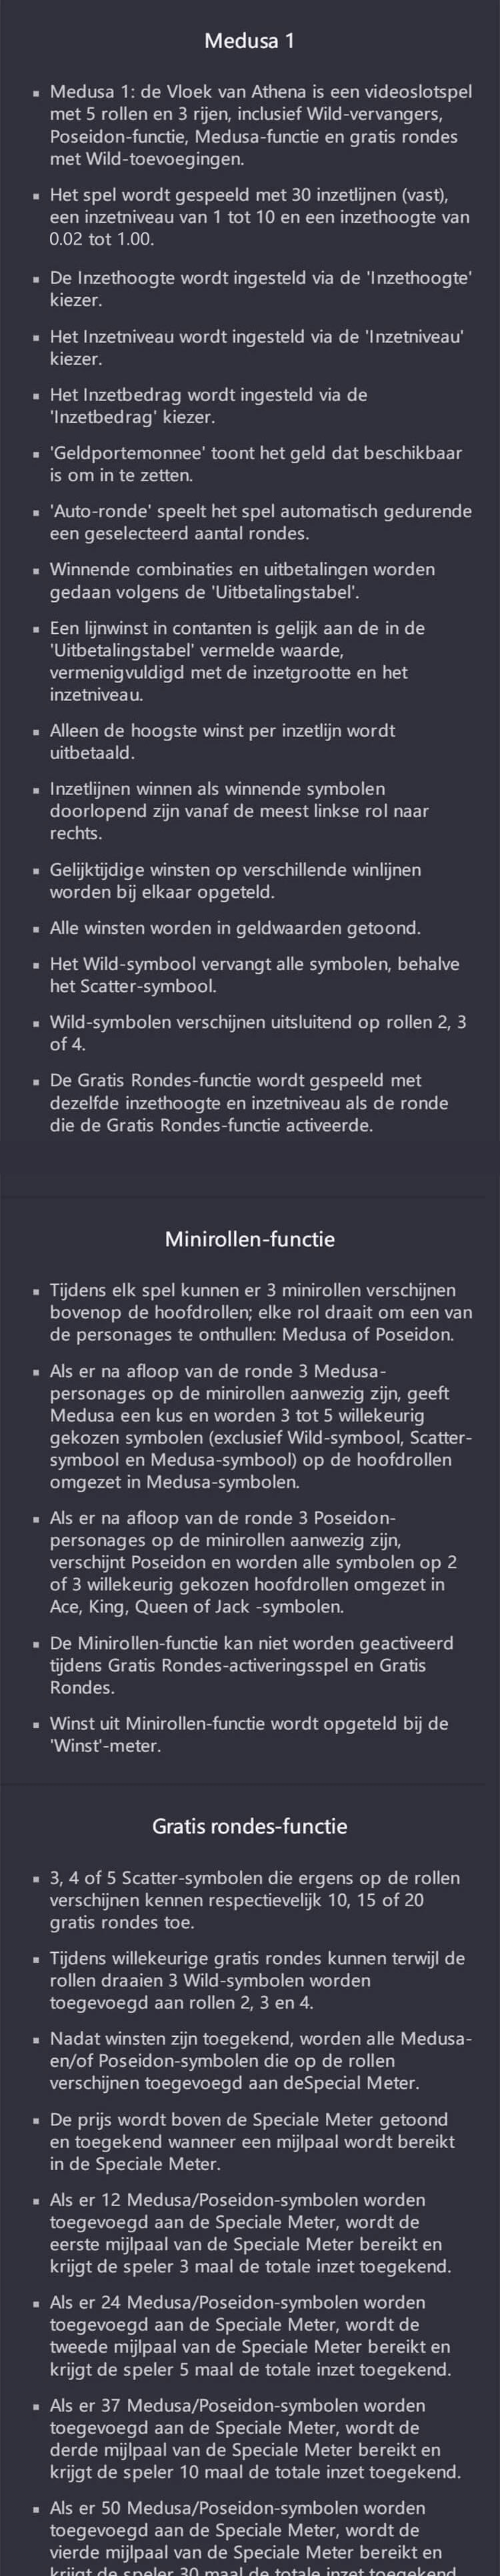 Medusa 1
▪ Medusa 1: de Vloek van Athena is een videoslotspel
met 5 rollen en 3 rijen, inclusief Wild-vervangers,
Poseidon-functie, Medusa-functie en gratis rondes
met Wild-toevoegingen.
▪ Het spel wordt gespeeld met 30 inzetlijnen (vast),
een inzetniveau van 1 tot 10 en een inzethoogte van
0.02 tot 1.00.
▪ De Inzethoogte wordt ingesteld via de 'Inzethoogte'
kiezer.
▪ Het Inzetniveau wordt ingesteld via de 'Inzetniveau'
kiezer.
▪ Het Inzetbedrag wordt ingesteld via de
'Inzetbedrag' kiezer.
▪ 'Geldportemonnee' toont het geld dat beschikbaar
is om in te zetten.
▪ 'Auto-ronde' speelt het spel automatisch gedurende
een geselecteerd aantal rondes.
▪ Winnende combinaties en uitbetalingen worden
gedaan volgens de 'Uitbetalingstabel'.
▪ Een lijnwinst in contanten is gelijk aan de in de
'Uitbetalingstabel' vermelde waarde,
vermenigvuldigd met de inzetgrootte en het
inzetniveau.
▪ Alleen de hoogste winst per inzetlijn wordt
uitbetaald.
▪ Inzetlijnen winnen als winnende symbolen
doorlopend zijn vanaf de meest linkse rol naar
rechts.
▪ Gelijktijdige winsten op verschillende winlijnen
worden bij elkaar opgeteld.
▪ Alle winsten worden in geldwaarden getoond.
▪ Het Wild-symbool vervangt alle symbolen, behalve
het Scatter-symbool.
▪ Wild-symbolen verschijnen uitsluitend op rollen 2, 3
of 4.
▪ De Gratis Rondes-functie wordt gespeeld met
dezelfde inzethoogte en inzetniveau als de ronde
die de Gratis Rondes-functie activeerde.
Minirollen-functie
▪ Tijdens elk spel kunnen er 3 minirollen verschijnen
bovenop de hoofdrollen; elke rol draait om een van
de personages te onthullen: Medusa of Poseidon.
▪ Als er na afloop van de ronde 3 Medusa-
personages op de minirollen aanwezig zijn, geeft
Medusa een kus en worden 3 tot 5 willekeurig
gekozen symbolen (exclusief Wild-symbool, Scatter-
symbool en Medusa-symbool) op de hoofdrollen
omgezet in Medusa-symbolen.
▪ Als er na afloop van de ronde 3 Poseidon-
personages op de minirollen aanwezig zijn,
verschijnt Poseidon en worden alle symbolen op 2
of 3 willekeurig gekozen hoofdrollen omgezet in
Ace, King, Queen of Jack -symbolen.
▪ De Minirollen-functie kan niet worden geactiveerd
tijdens Gratis Rondes-activeringsspel en Gratis
Rondes.
▪ Winst uit Minirollen-functie wordt opgeteld bij de
'Winst'-meter.
Gratis rondes-functie
▪ 3, 4 of 5 Scatter-symbolen die ergens op de rollen
verschijnen kennen respectievelijk 10, 15 of 20
gratis rondes toe.
▪ Tijdens willekeurige gratis rondes kunnen terwijl de
rollen draaien 3 Wild-symbolen worden
toegevoegd aan rollen 2, 3 en 4.
▪ Nadat winsten zijn toegekend, worden alle Medusa-
en/of Poseidon-symbolen die op de rollen
verschijnen toegevoegd aan deSpecial Meter.
▪ De prijs wordt boven de Speciale Meter getoond
en toegekend wanneer een mijlpaal wordt bereikt
in de Speciale Meter.
▪ Als er 12 Medusa/Poseidon-symbolen worden
toegevoegd aan de Speciale Meter, wordt de
eerste mijlpaal van de Speciale Meter bereikt en
krijgt de speler 3 maal de totale inzet toegekend.
▪ Als er 24 Medusa/Poseidon-symbolen worden
toegevoegd aan de Speciale Meter, wordt de
tweede mijlpaal van de Speciale Meter bereikt en
krijgt de speler 5 maal de totale inzet toegekend.
▪ Als er 37 Medusa/Poseidon-symbolen worden
toegevoegd aan de Speciale Meter, wordt de
derde mijlpaal van de Speciale Meter bereikt en
krijgt de speler 10 maal de totale inzet toegekend.
▪ Als er 50 Medusa/Poseidon-symbolen worden
toegevoegd aan de Speciale Meter, wordt de
vierde mijlpaal van de Speciale Meter bereikt en
krijgt de speler 30 maal de totale inzet toegekend